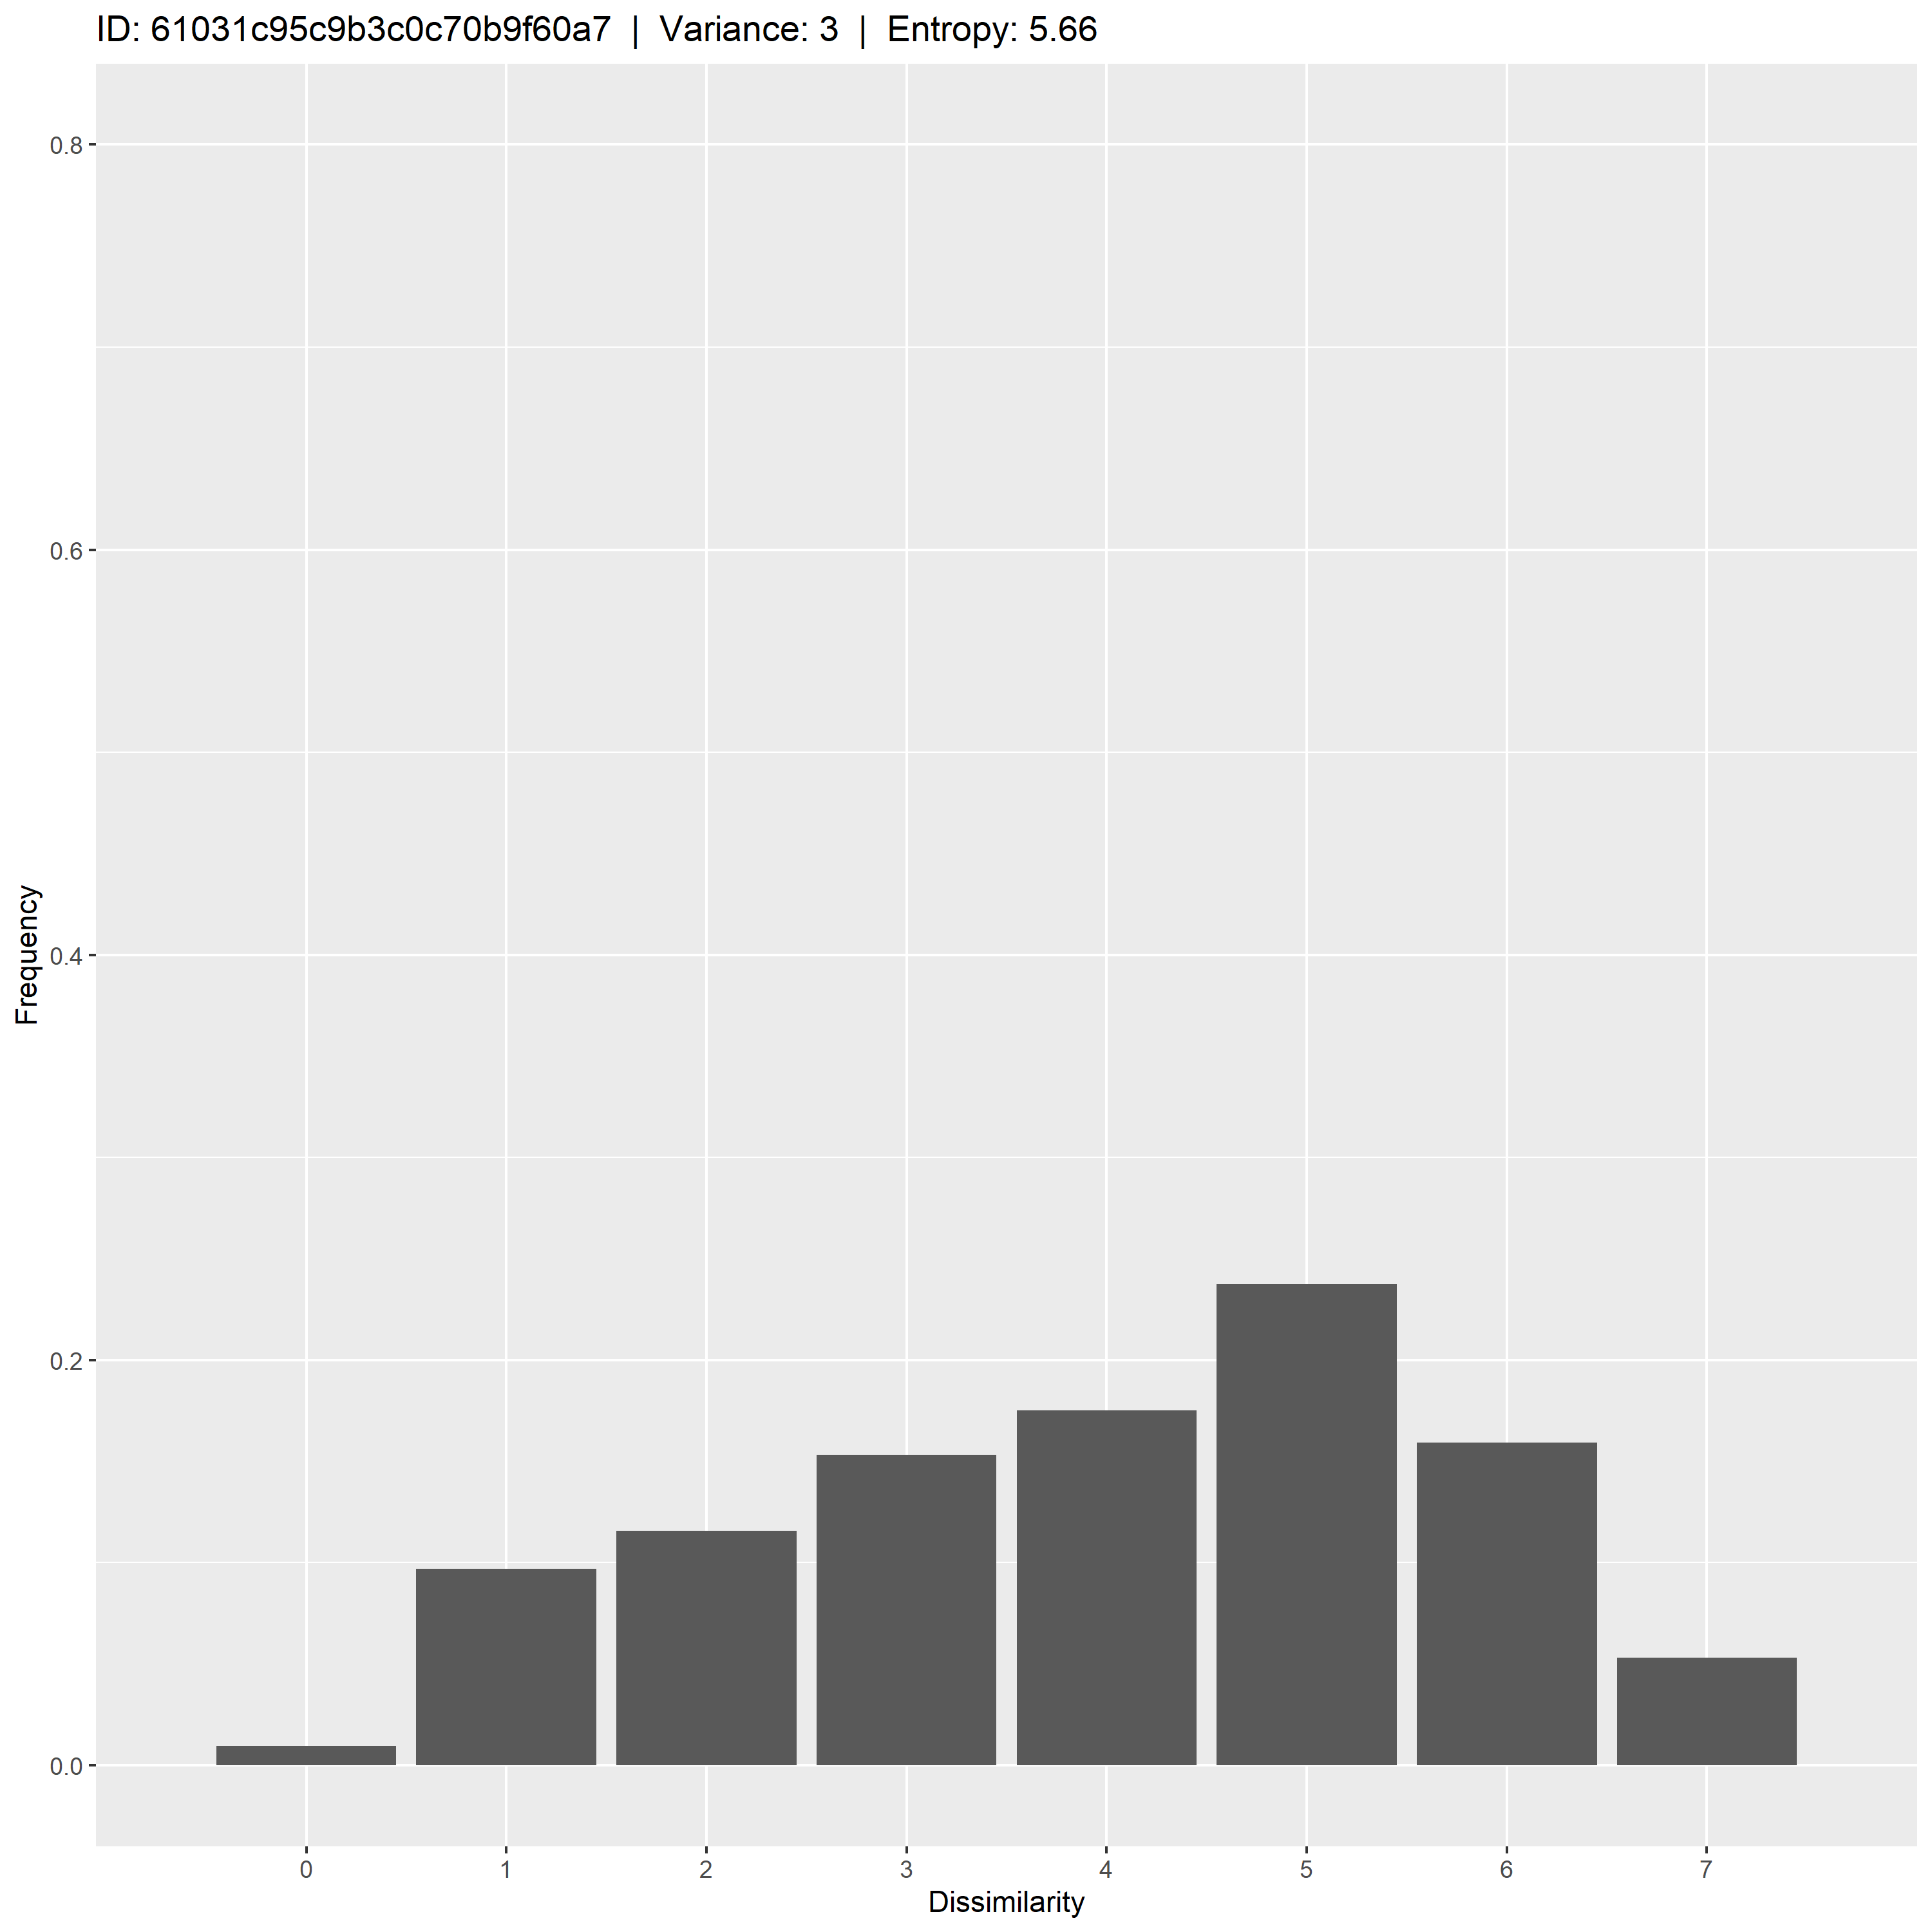 ID: 61031c95c9b3c0c70b9f60a7 | Variance: 3 | Entropy: 5.66
Frequency
0.8
0.6
0.4
0.2
0.0
0 1 2 3 4 5 6 7
Dissimilarity